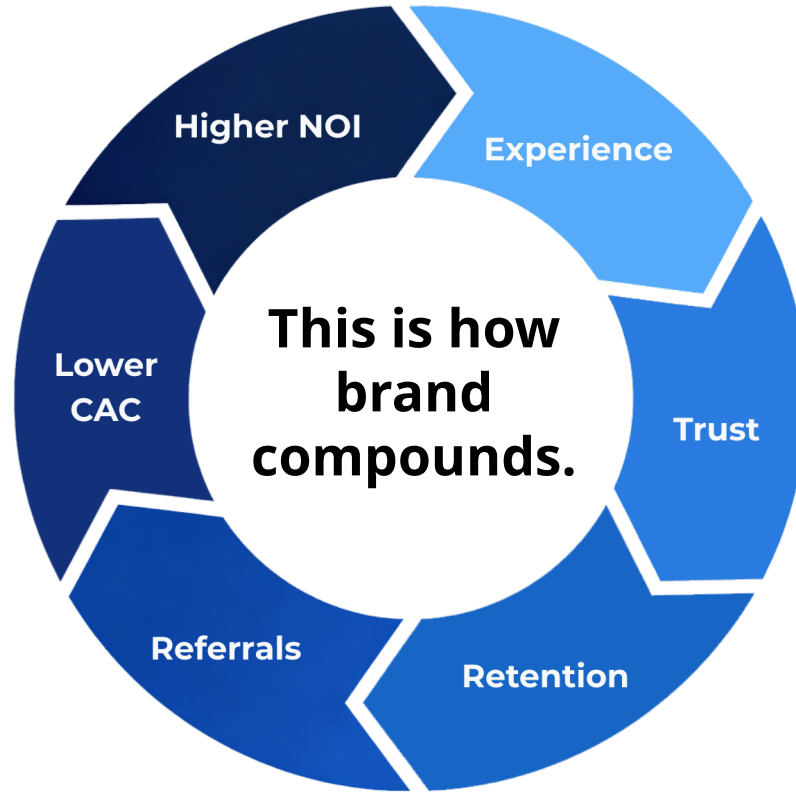 Higher NOI
Experience
Trust
Retention
Referrals
Lower
CAC
This is how
brand
compounds.